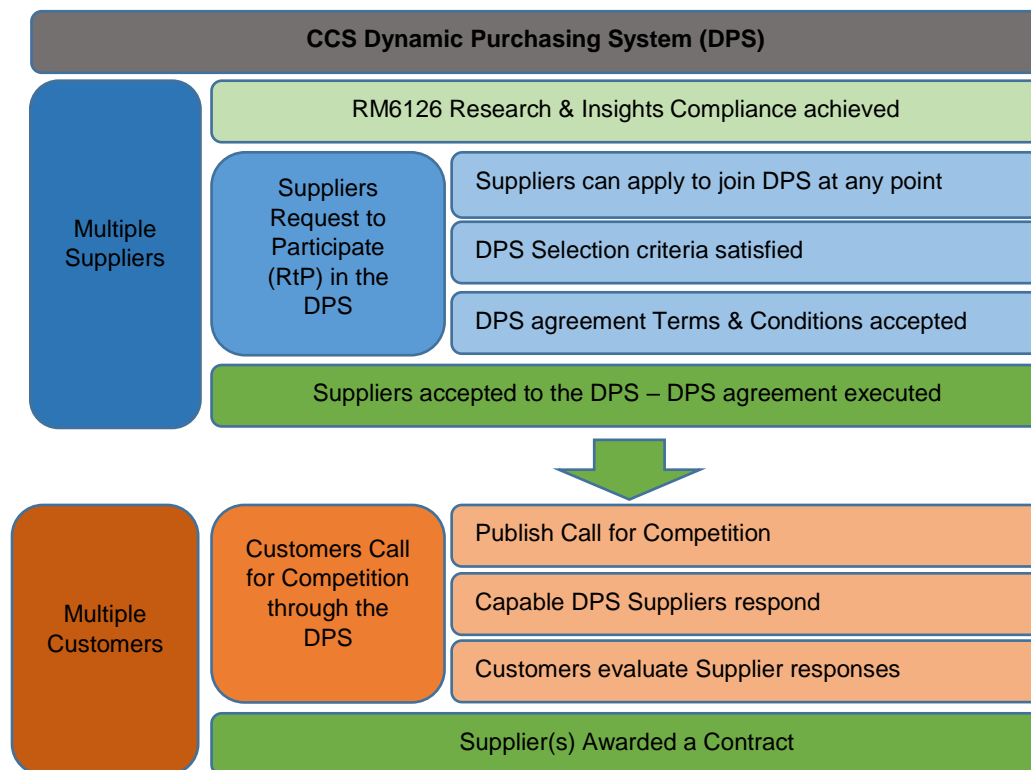 CCS Dynamic Purchasing System (DPS)
RM6126 Research & Insights Compliance achieved
Multiple
Suppliers
Suppliers
Request to
Participate
(RtP) in the
DPS
Suppliers can apply to join DPS at any point
DPS Selection criteria satisfied
DPS agreement Terms & Conditions accepted
Suppliers accepted to the DPS – DPS agreement executed
Multiple
Customers
Customers Call
for Competition
through the
DPS
Publish Call for Competition
Capable DPS Suppliers respond
Customers evaluate Supplier responses
Supplier(s) Awarded a Contract